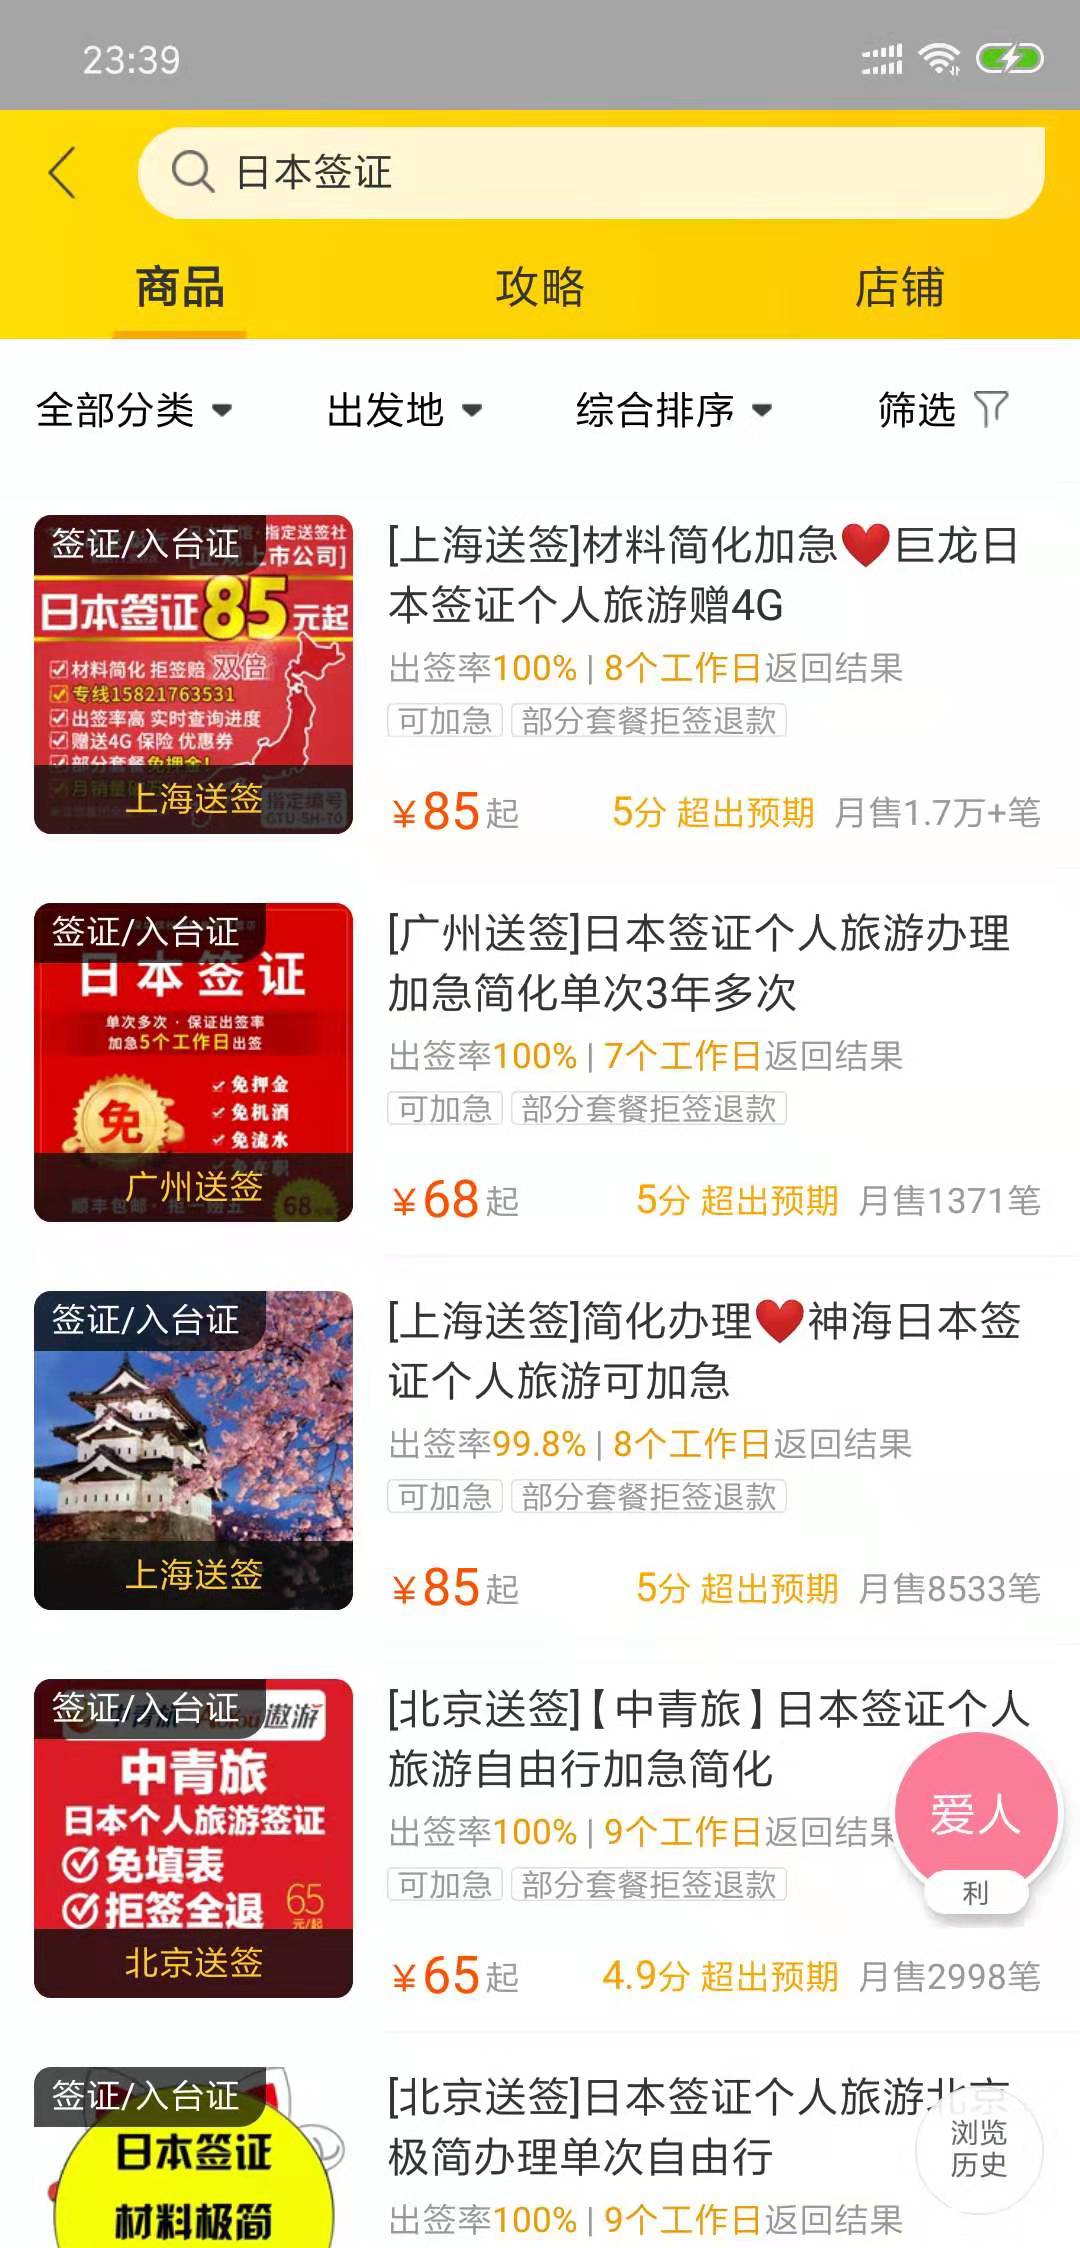 23:39
日本签证
商品
攻略
店铺
全部分类
出发地
综合排序
筛选
签证/入台证
指定送签社
上市公司]
日本签证85元起
材料简化 拒签赔 双倍
专线15821763531
出签率高 实时查询进度
赠送4G 保险 优惠券
部分套餐免押金!
上海送签
指定编号
GTU-SH-70
[上海送签]材料简化加急❤️巨龙日
本签证个人旅游赠4G
出签率100% | 8个工作日返回结果
可加急 部分套餐拒签退款
¥85起
5分 超出预期 月售1.7万+笔
签证/入台证
日本签证
单次多次 · 保证出签率
加急5个工作日出签
免
免押金
免机酒
免流水
免在职
广州送签
顺丰包邮 · 拒一赔五
68
[广州送签]日本签证个人旅游办理
加急简化单次3年多次
出签率100% | 7个工作日返回结果
可加急 部分套餐拒签退款
¥68起
5分 超出预期 月售1371笔
签证/入台证
上海送签
[上海送签]简化办理❤️神海日本签
证个人旅游可加急
出签率99.8% | 8个工作日返回结果
可加急 部分套餐拒签退款
¥85起
5分 超出预期 月售8533笔
签证/入台证
遨游
中青旅
日本个人旅游签证
免填表
拒签全退
65
元/起
北京送签
[北京送签]【中青旅】日本签证个人
旅游自由行加急简化
出签率100% | 9个工作日返回结果
可加急 部分套餐拒签退款
¥65起
4.9分 超出预期 月售2998笔
爱人
利
签证/入台证
日本签证
材料极简
[北京送签]日本签证个人旅游北京
极简办理单次自由行
出签率100% | 9个工作日返回结果
浏览
历史